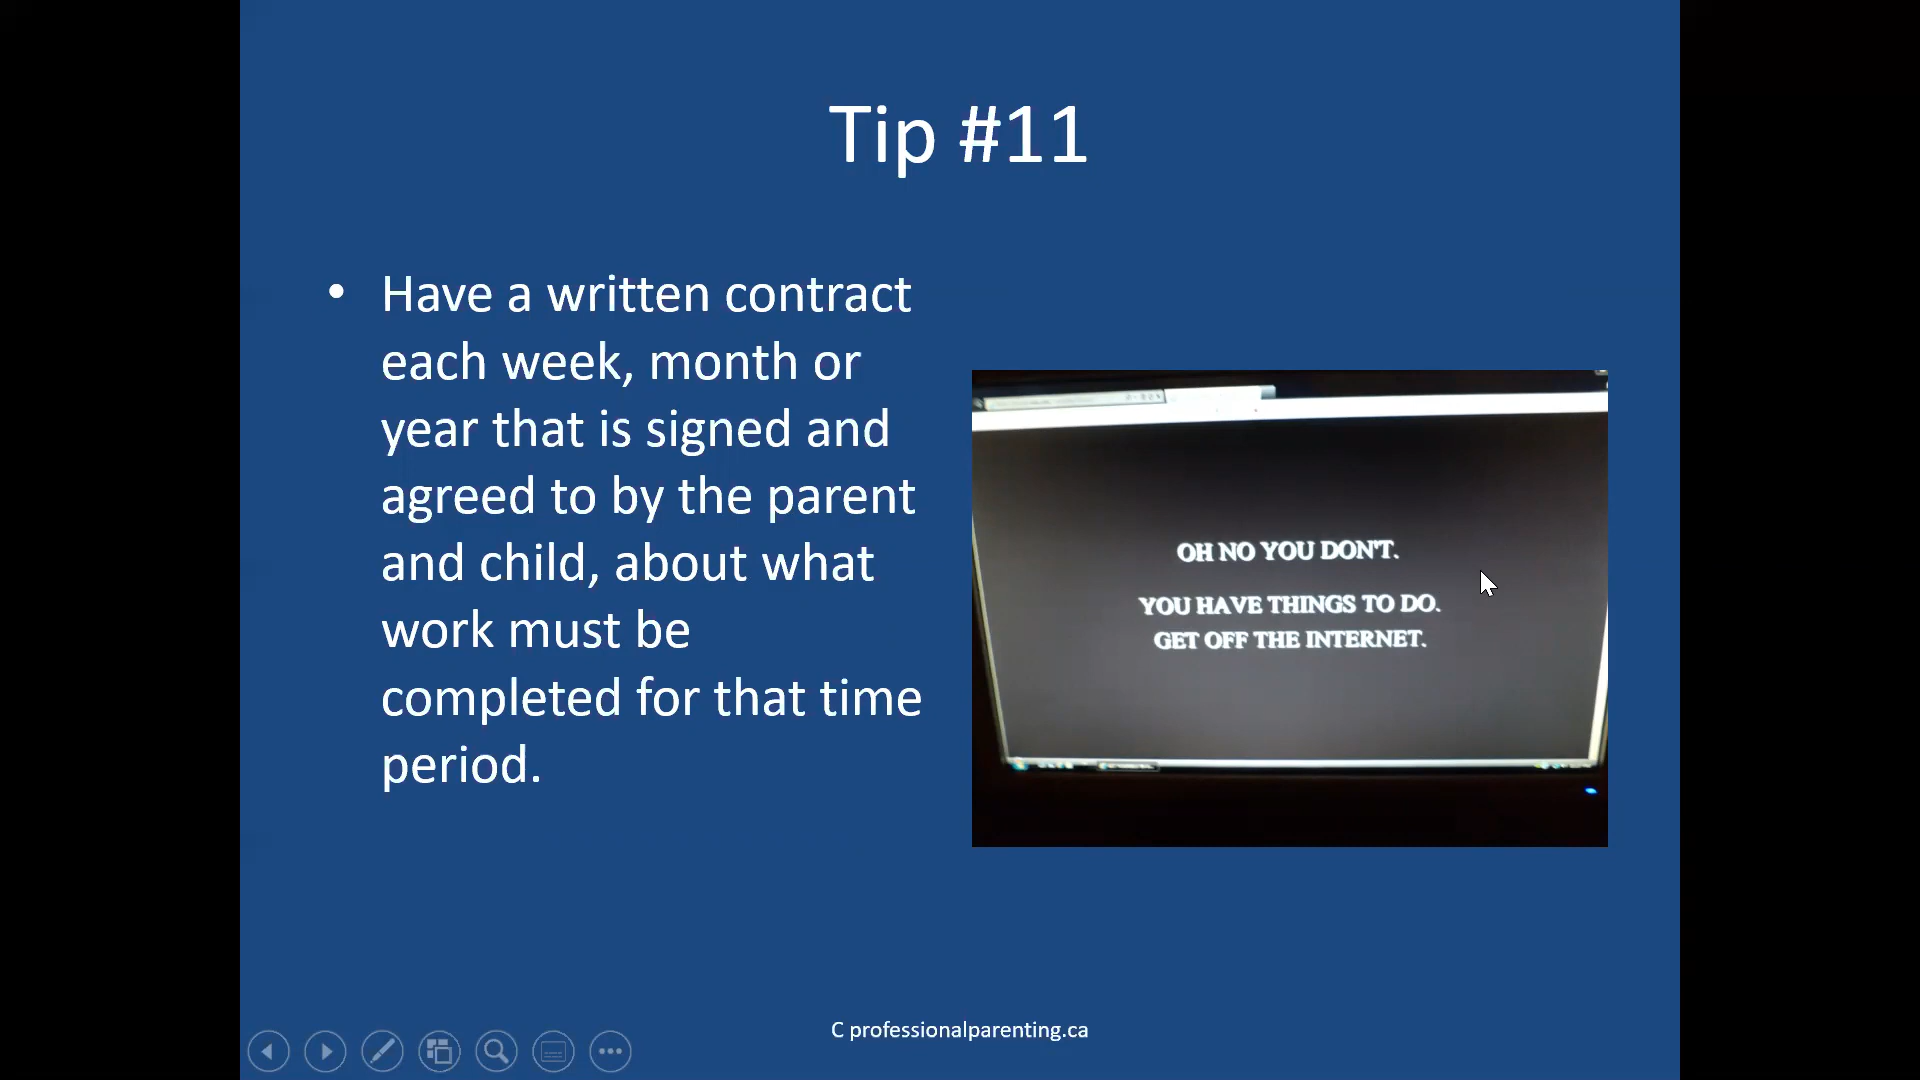 Tip #11
• Have a written contract
each week, month or
year that is signed and
agreed to by the parent
and child, about what
work must be
completed for that time
period.
OH NO YOU DON'T.
YOU HAVE THINGS TO DO.
GET OFF THE INTERNET.
C professionalparenting.ca